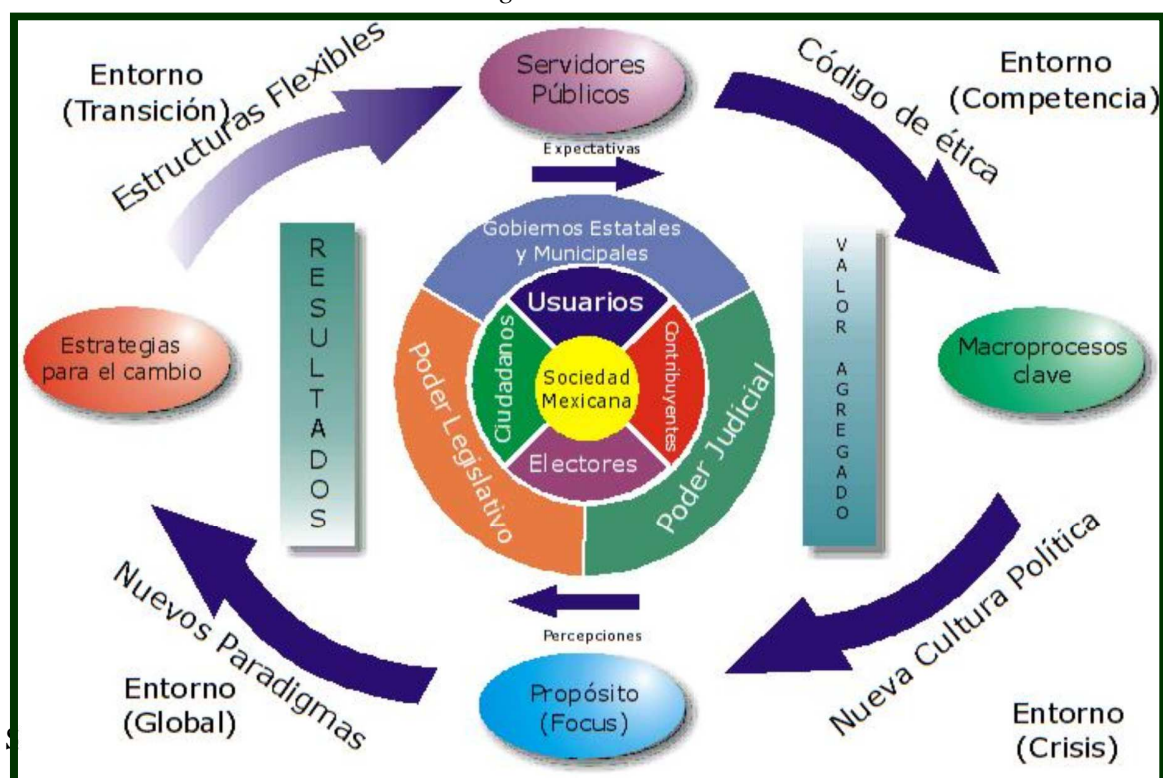 Entorno
(Transición)
Estructuras Flexibles
Servidores
Públicos
Código de ética
Entorno
(Competencia)
Expectativas
RESULTADOS
Gobiernos Estatales
y Municipales
Usuarios
Ciudadanos
Sociedad
Mexicana
Contribuyentes
Electores
Poder Legislativo
Poder Judicial
VALOR AGREGADO
Estrategias
para el cambio
Macroprocesos
clave
Percepciones
Nuevos Paradigmas
Propósito
(Focus)
Nueva Cultura Política
Entorno
(Global)
Entorno
(Crisis)